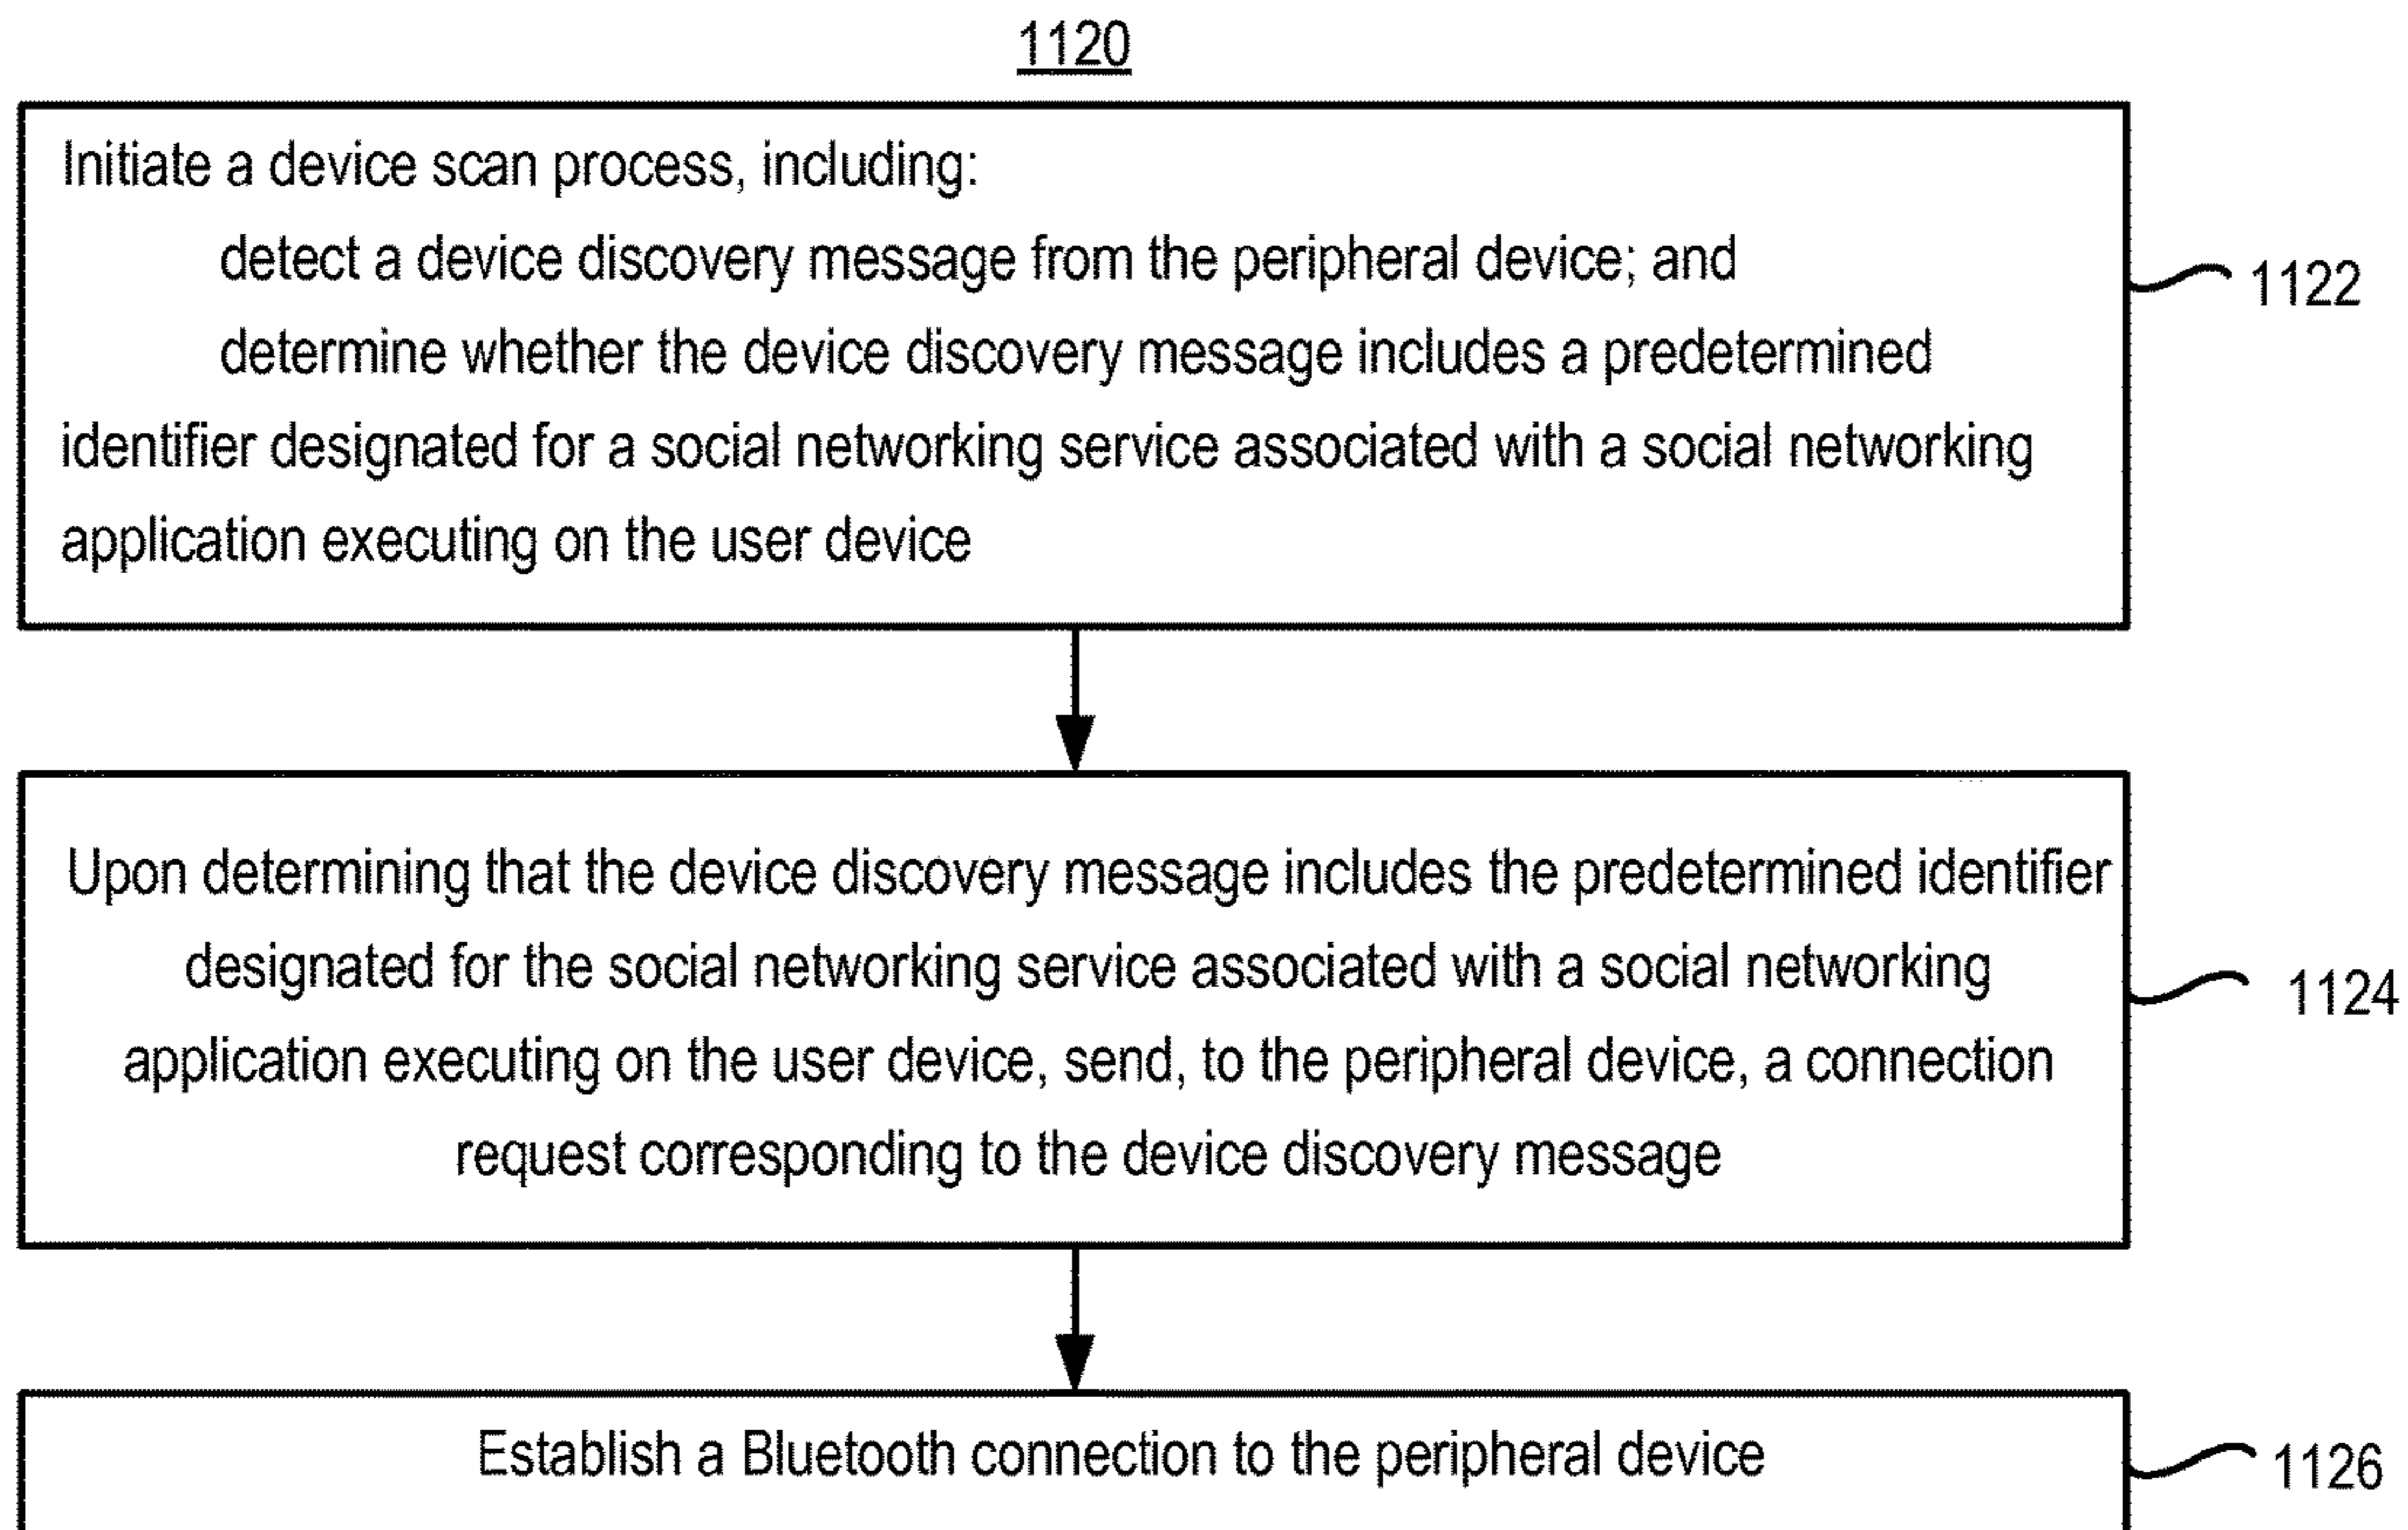 1120
Initiate a device scan process, including:
detect a device discovery message from the peripheral device; and
determine whether the device discovery message includes a predetermined
identifier designated for a social networking service associated with a social networking
application executing on the user device
1122
Upon determining that the device discovery message includes the predetermined identifier
designated for the social networking service associated with a social networking
application executing on the user device, send, to the peripheral device, a connection
request corresponding to the device discovery message
1124
Establish a Bluetooth connection to the peripheral device
1126